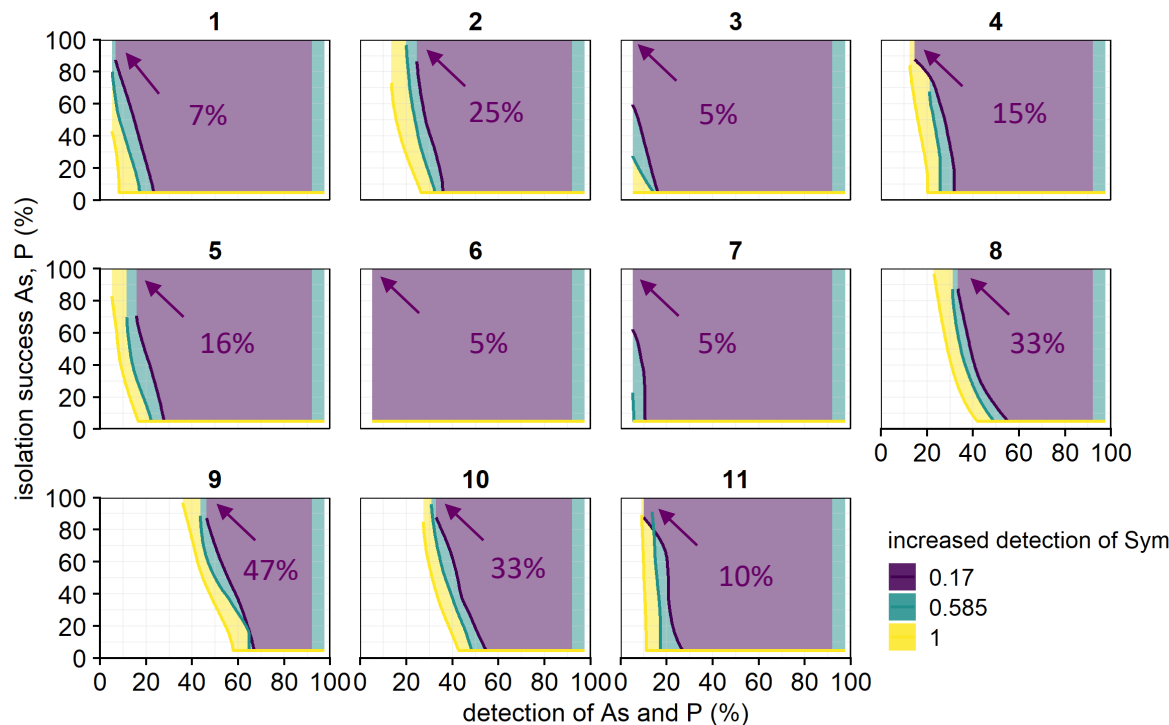 1 2 3 4
100
80
60
40
20
0
7% 25% 5% 15%
isolation success As, P (%)
5 6 7 8
100
80
60
40
20
0
16% 5% 5% 33%
0 20 40 60 80 100
9 10 11
100
80
60
40
20
0
47% 33% 10%
0 20 40 60 80 100 0 20 40 60 80 100 0 20 40 60 80 100
detection of As and P (%)
increased detection of Sym
0.17
0.585
1